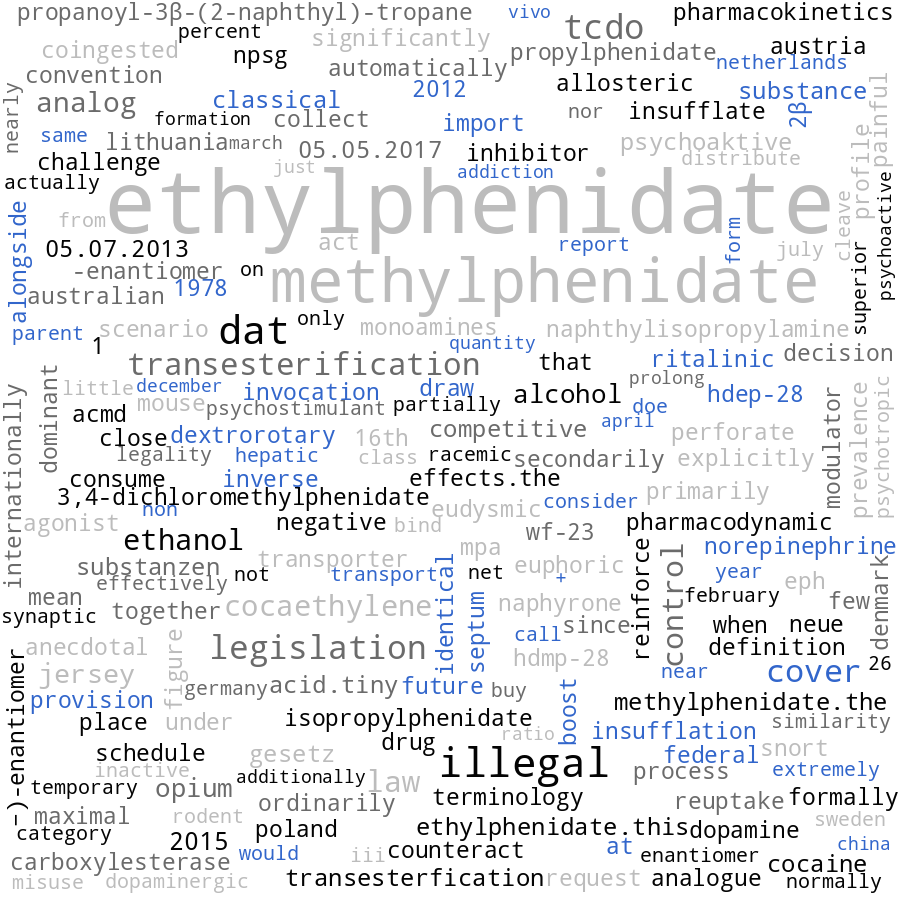 propanoyl-3β-(2-naphthyl)-tropane
vivo
tcdo
pharmacokinetics
percent
coingested
significantly
npsg
propylphenidate
austria
netherlands
convention
automatically
allosteric
substance
2012
analog
classical
nor
insufflate
2β
painful
nearly
formation
collect
import
same
lithuania
march
05.05.2017
inhibitor
psychoaktive
distribute
profile
challenge
just
addiction
actually
ethylphenidate
cleave
psychoactive
from
alongside
act
report
form
july
05.07.2013
-enantiomer
on
methylphenidate
superior
australian
1978
parent
scenario
dat
only
monoamines
naphthylisopropylamine
1
quantity
transesterification
that
ritalinic
decision
little
december
invocation
draw
alcohol
prolong
hdep-28
internationally
dominant
acmd
mouse
psychostimulant
partially
doe
april
modulator
prevalence
psychotropic
close
dextrorotary
16th
competitive
perforate
legality
hepatic
class
racemic
secondarily
explicitly
consume
inverse
effects.the
3,4-dichloromethylphenidate
consider
primarily
non
agonist
negative
bind
eudysmic
wf-23
pharmacodynamic
ethanol
transporter
mpa
norepinephrine
substanzen
effectively
not
transport
net
euphoric
+
year
eph
reinforce
control
mean
synaptic
together
cocaethylene
identical
septum
naphyrone
february
few
denmark
since
call
when
neue
anecdotal
legislation
hdmp-28
definition
jersey
figure
near
cover
26
provision
germany
acid.tiny
future
buy
-)-enantiomer
place
under
isopropylphenidate
boost
methylphenidate.the
ratio
similarity
insufflation
schedule
gesetz
drug
federal
snort
inactive
additionally
law
illegal
process
extremely
temporary
opium
ordinarily
terminology
reuptake
formally
maximal
rodent
category
2015
poland
ethylphenidate.this
dopamine
sweden
carboxylesterase
would
iii
counteract
at
enantiomer
china
cocaine
misuse
dopaminergic
transesterfication
request
analogue
normally